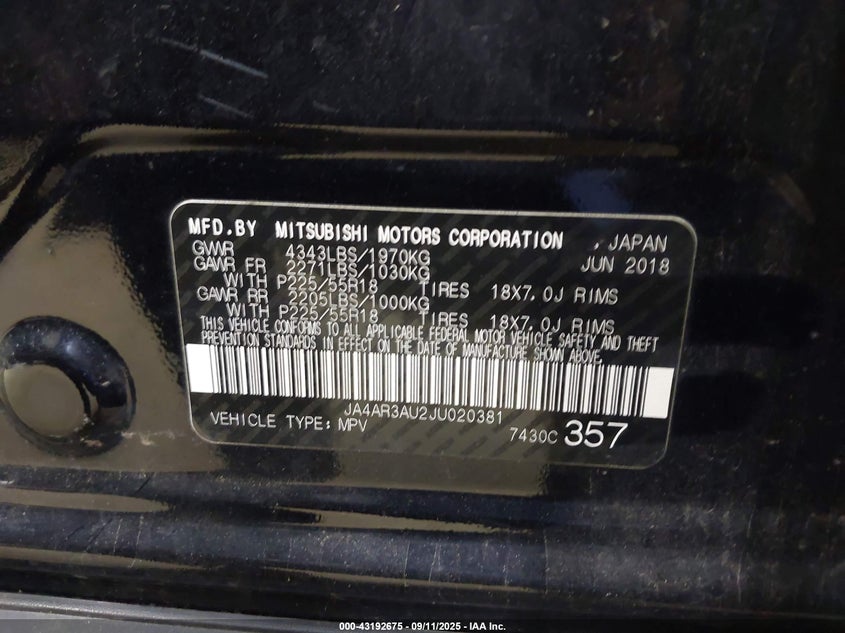 MFD.BY MITSUBISHI MOTORS CORPORATION , JAPAN
GVWR 4343LBS/1970KG JUN 2018
GAWR FR 2271LBS/1030KG
WITH P225/55R18 TIRES 18X7.0J RIMS
GAWR RR 2205LBS/1000KG
WITH P225/55R18 TIRES 18X7.0J RIMS
THIS VEHICLE CONFORMS TO ALL APPLICABLE FEDERAL MOTOR VEHICLE SAFETY AND THEFT
PREVENTION STANDARDS IN EFFECT ON THE DATE OF MANUFACTURE SHOWN ABOVE.
JA4AR3AU2JU020381
VEHICLE TYPE: MPV
7430C 357
000-43192675 - 09/11/2025 - IAA Inc.